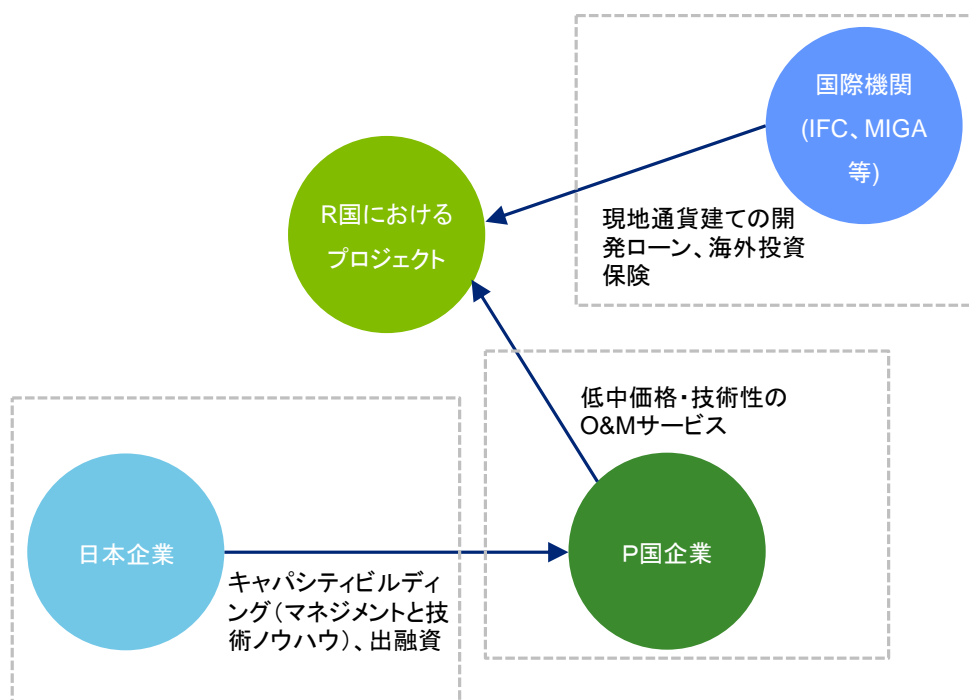 国際機関
(IFC、MIGA
等)
R国における
プロジェクト
現地通貨建ての開
発ローン、海外投資
保険
低中価格・技術性の
O&Mサービス
日本企業
P国企業
キャパシティビルディ
ング(マネジメントと技
術ノウハウ)、出融資